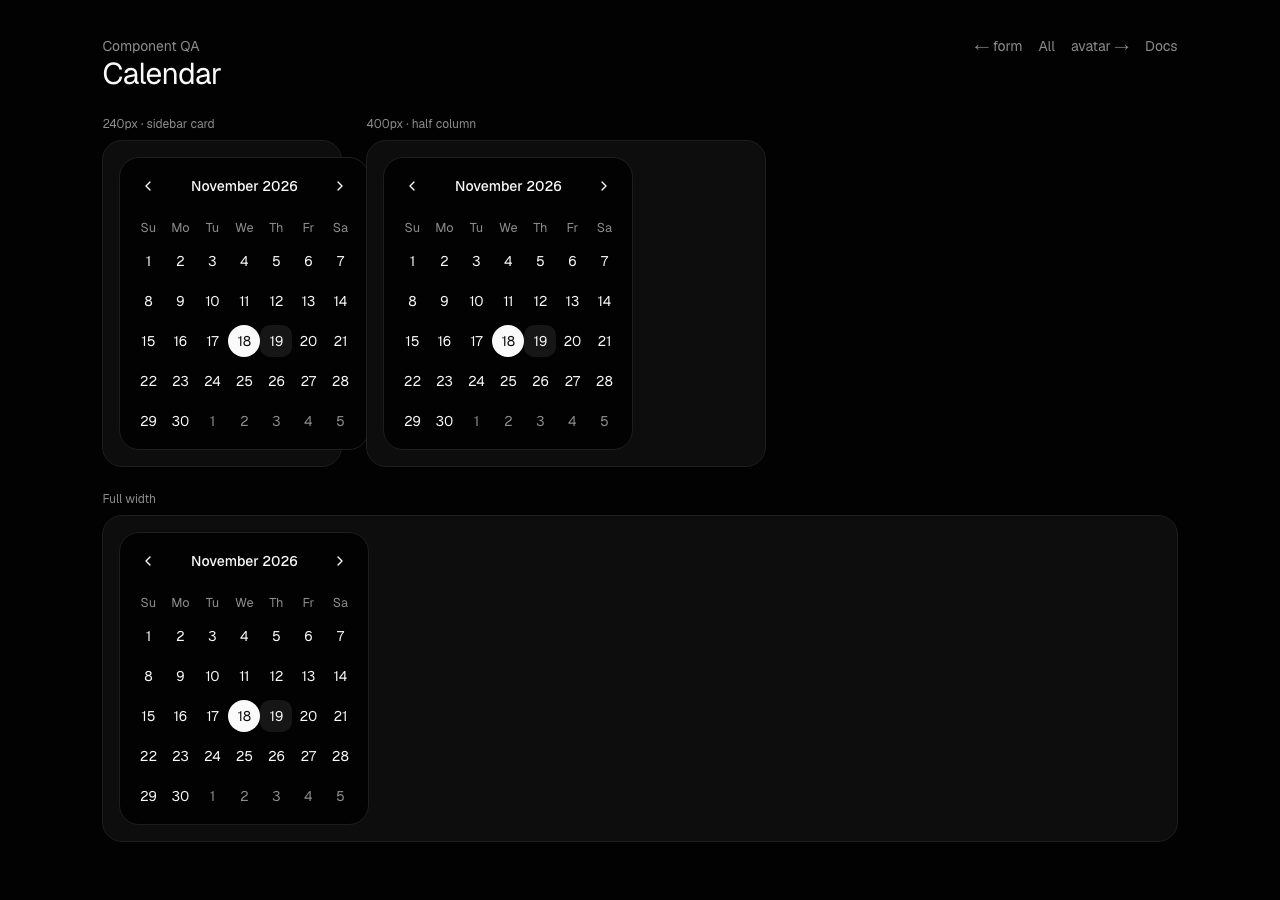 Component QA
← form All avatar → Docs
Calendar
240px · sidebar card
November 2026
Su Mo Tu We Th Fr Sa
1 2 3 4 5 6 7
8 9 10 11 12 13 14
15 16 17 18 19 20 21
22 23 24 25 26 27 28
29 30 1 2 3 4 5
400px · half column
November 2026
Su Mo Tu We Th Fr Sa
1 2 3 4 5 6 7
8 9 10 11 12 13 14
15 16 17 18 19 20 21
22 23 24 25 26 27 28
29 30 1 2 3 4 5
Full width
November 2026
Su Mo Tu We Th Fr Sa
1 2 3 4 5 6 7
8 9 10 11 12 13 14
15 16 17 18 19 20 21
22 23 24 25 26 27 28
29 30 1 2 3 4 5